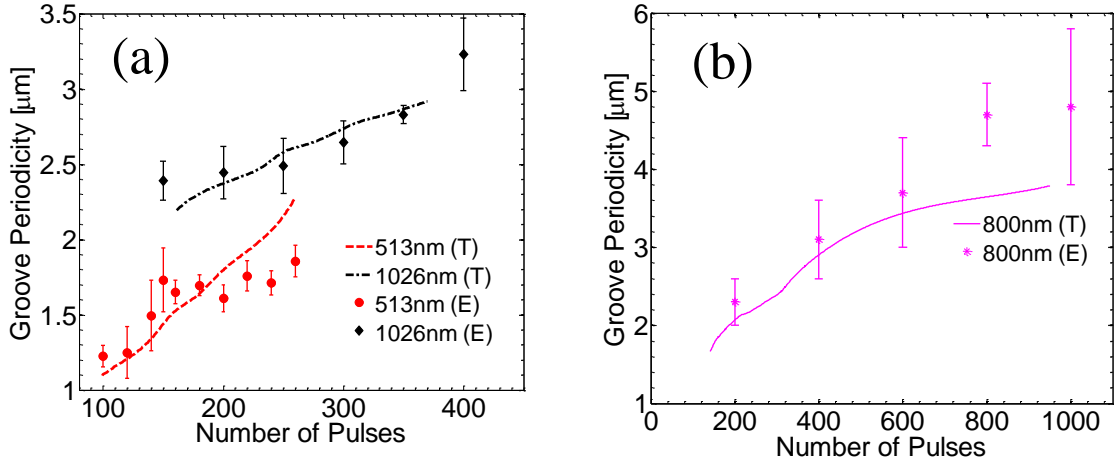 (a)
Groove Periodicity [μm]
3.5
3
2.5
2
1.5
1
100
200
300
400
Number of Pulses
513nm (T)
1026nm (T)
513nm (E)
1026nm (E)
(b)
Groove Periodicity [μm]
6
5
4
3
2
1
0
200
400
600
800
1000
Number of Pulses
800nm (T)
800nm (E)